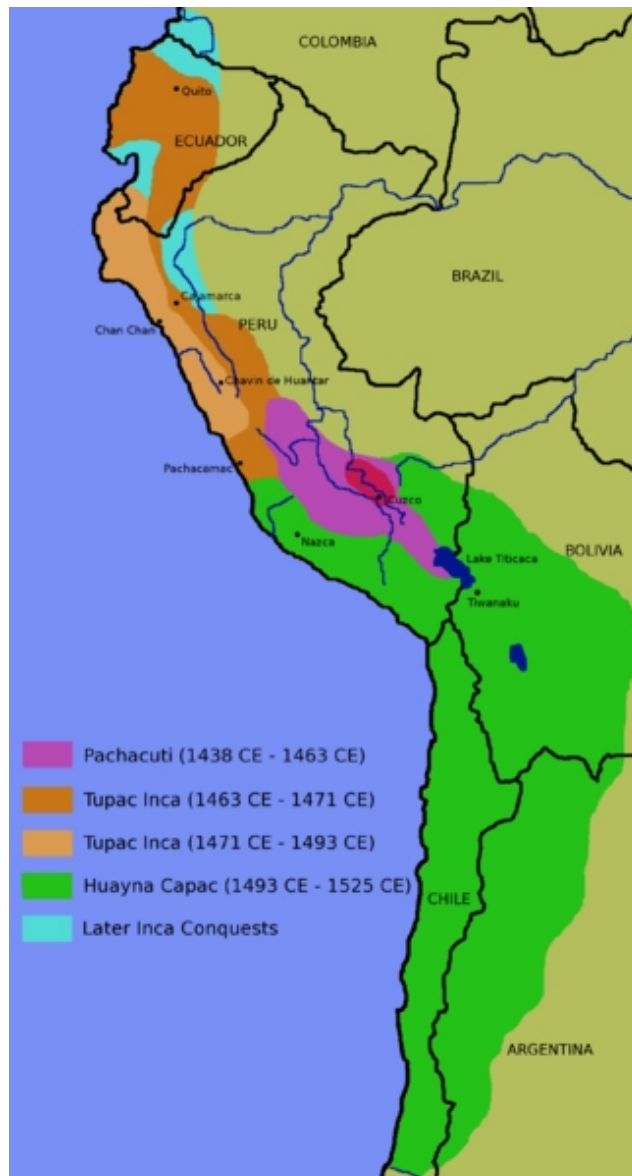 COLOMBIA
Quito
ECUADOR
BRAZIL
Cajamarca
PERU
Chan Chan
Chavin de Huantar
Pachacamac
Cuzco
Nazca
BOLIVIA
Lake Titicaca
Tiwanaku
Pachacuti (1438 CE - 1463 CE)
Tupac Inca (1463 CE - 1471 CE)
Tupac Inca (1471 CE - 1493 CE)
Huayna Capac (1493 CE - 1525 CE)
CHILE
Later Inca Conquests
ARGENTINA